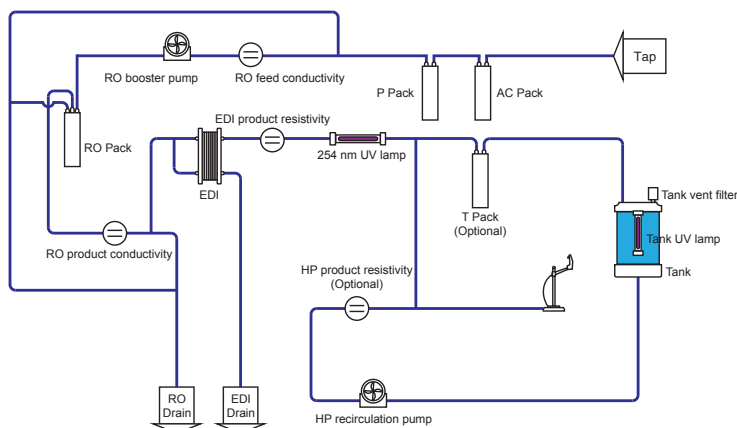 Tap
RO booster pump
RO feed conductivity
P Pack
AC Pack
EDI product resistivity
RO Pack
254 nm UV lamp
EDI
T Pack
(Optional)
Tank vent filter
Tank UV lamp
RO product conductivity
HP product resistivity
(Optional)
Tank
RO
Drain
EDI
Drain
HP recirculation pump